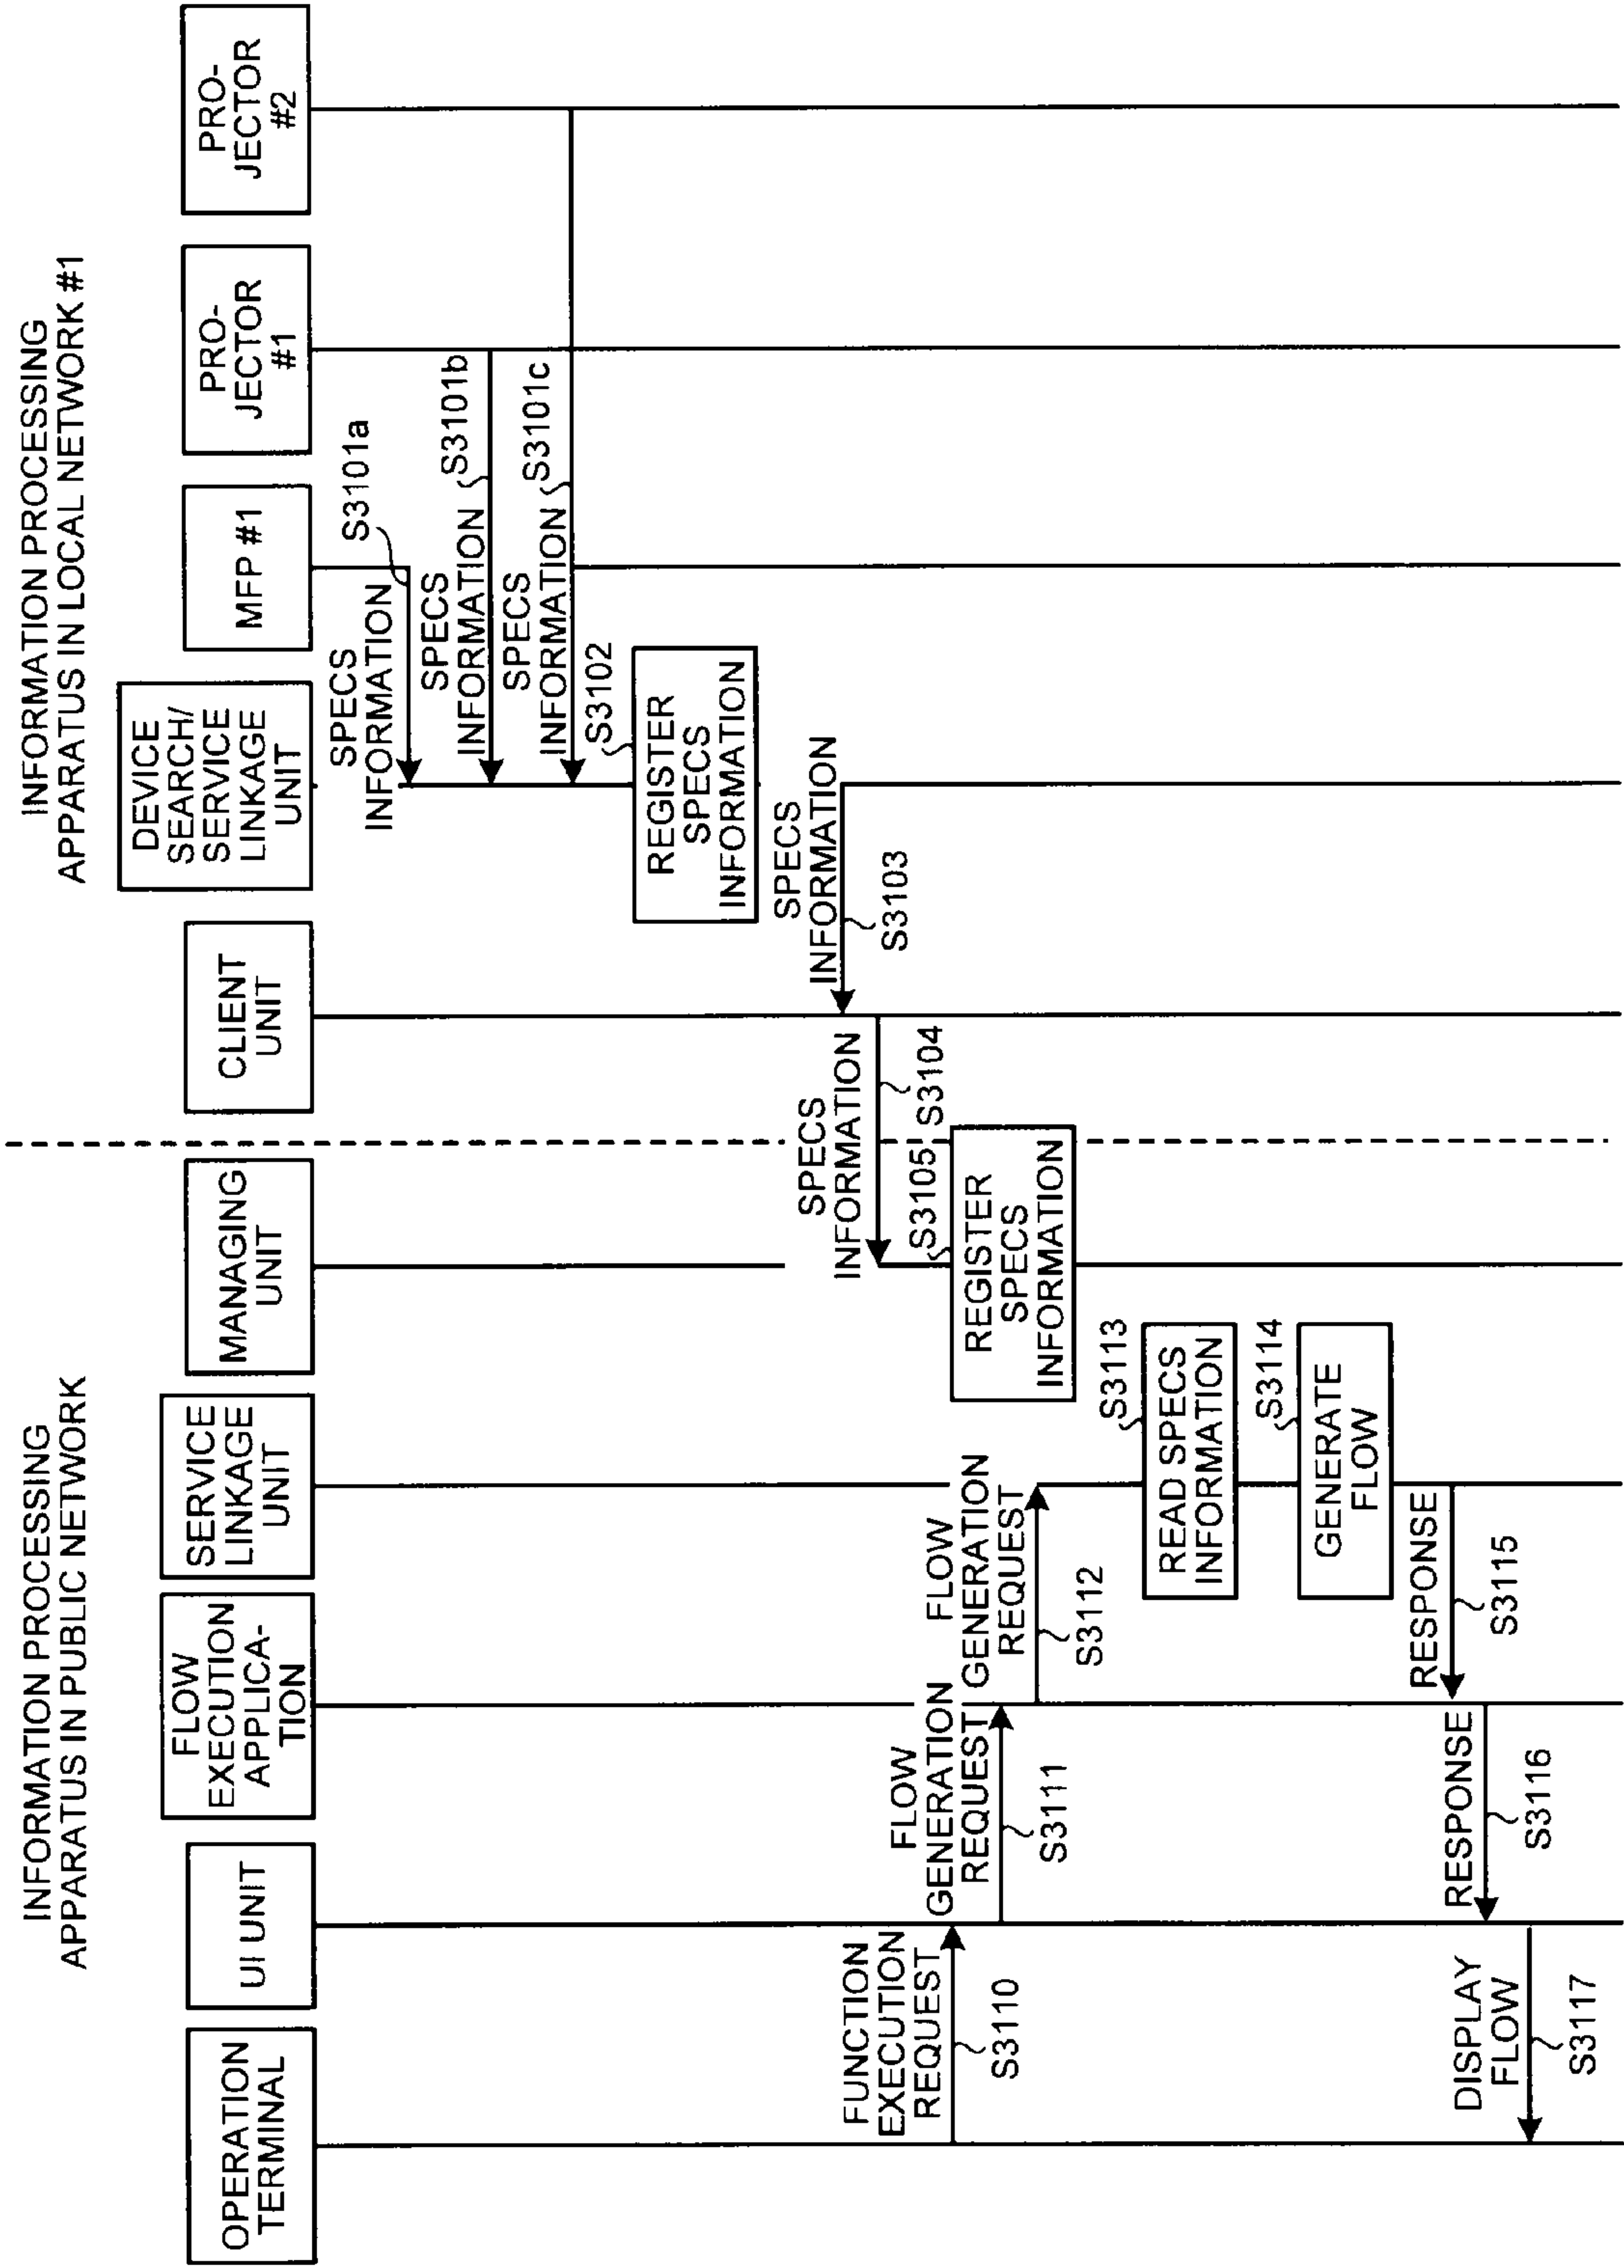 INFORMATION PROCESSING
APPARATUS IN PUBLIC NETWORK
INFORMATION PROCESSING
APPARATUS IN LOCAL NETWORK #1
OPERATION
TERMINAL
UI UNIT
FLOW
EXECUTION
APPLICA-
TION
SERVICE
LINKAGE
UNIT
MANAGING
UNIT
CLIENT
UNIT
DEVICE
SEARCH/
SERVICE
LINKAGE
UNIT
MFP #1
PRO-
JECTOR
#1
PRO-
JECTOR
#2
SPECS
INFORMATION
S3101a
SPECS
INFORMATION
S3101b
SPECS
INFORMATION
S3101c
S3102
REGISTER
SPECS
INFORMATION
SPECS
INFORMATION
S3103
SPECS
INFORMATION
S3104
S3105
REGISTER
SPECS
INFORMATION
FUNCTION
EXECUTION
REQUEST
S3110
FLOW
GENERATION
REQUEST
S3111
FLOW
GENERATION
REQUEST
S3112
S3113
READ SPECS
INFORMATION
S3114
GENERATE
FLOW
RESPONSE
S3115
RESPONSE
S3116
DISPLAY
FLOW
S3117